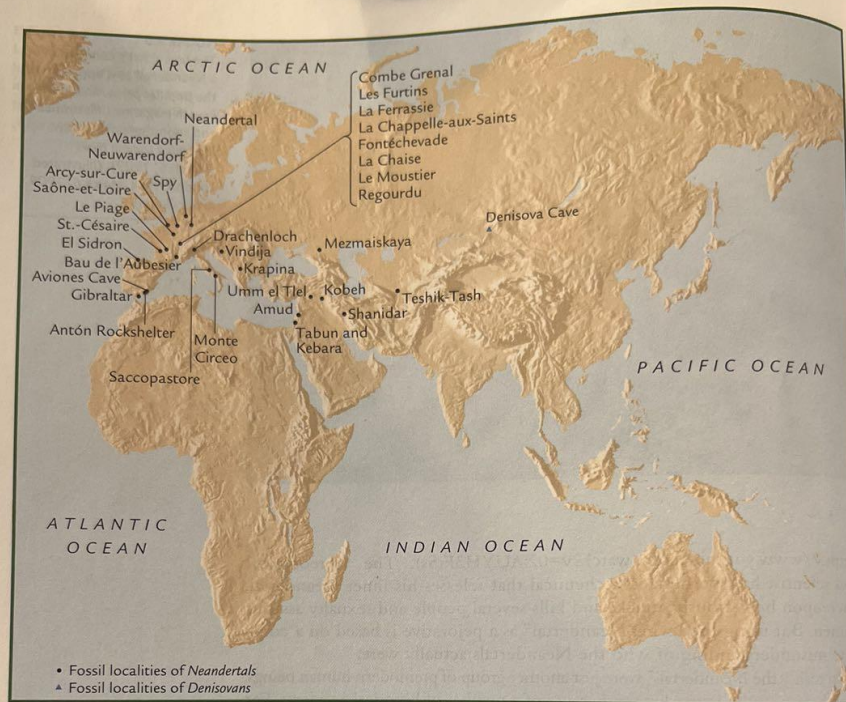 ARCTIC OCEAN
Combe Grenal
Les Furtins
La Ferrassie
La Chappelle-aux-Saints
Fontéchevade
La Chaise
Le Moustier
Regourdu
Neandertal
Warendorf-
Neuwarendorf
Arcy-sur-Cure
Spy
Saône-et-Loire
Le Piage
St.-Césaire
El Sidron
Bau de l'Aubesier
Aviones Cave
Gibraltar
Antón Rockshelter
Drachenloch
Vindija
Krapina
Mezmaiskaya
Denisova Cave
Umm el Tlel
Kobeh
Teshik-Tash
Amud
Shanidar
Tabun and
Kebara
Monte
Circeo
Saccopastore
PACIFIC OCEAN
ATLANTIC
OCEAN
INDIAN OCEAN
• Fossil localities of Neandertals
▲ Fossil localities of Denisovans